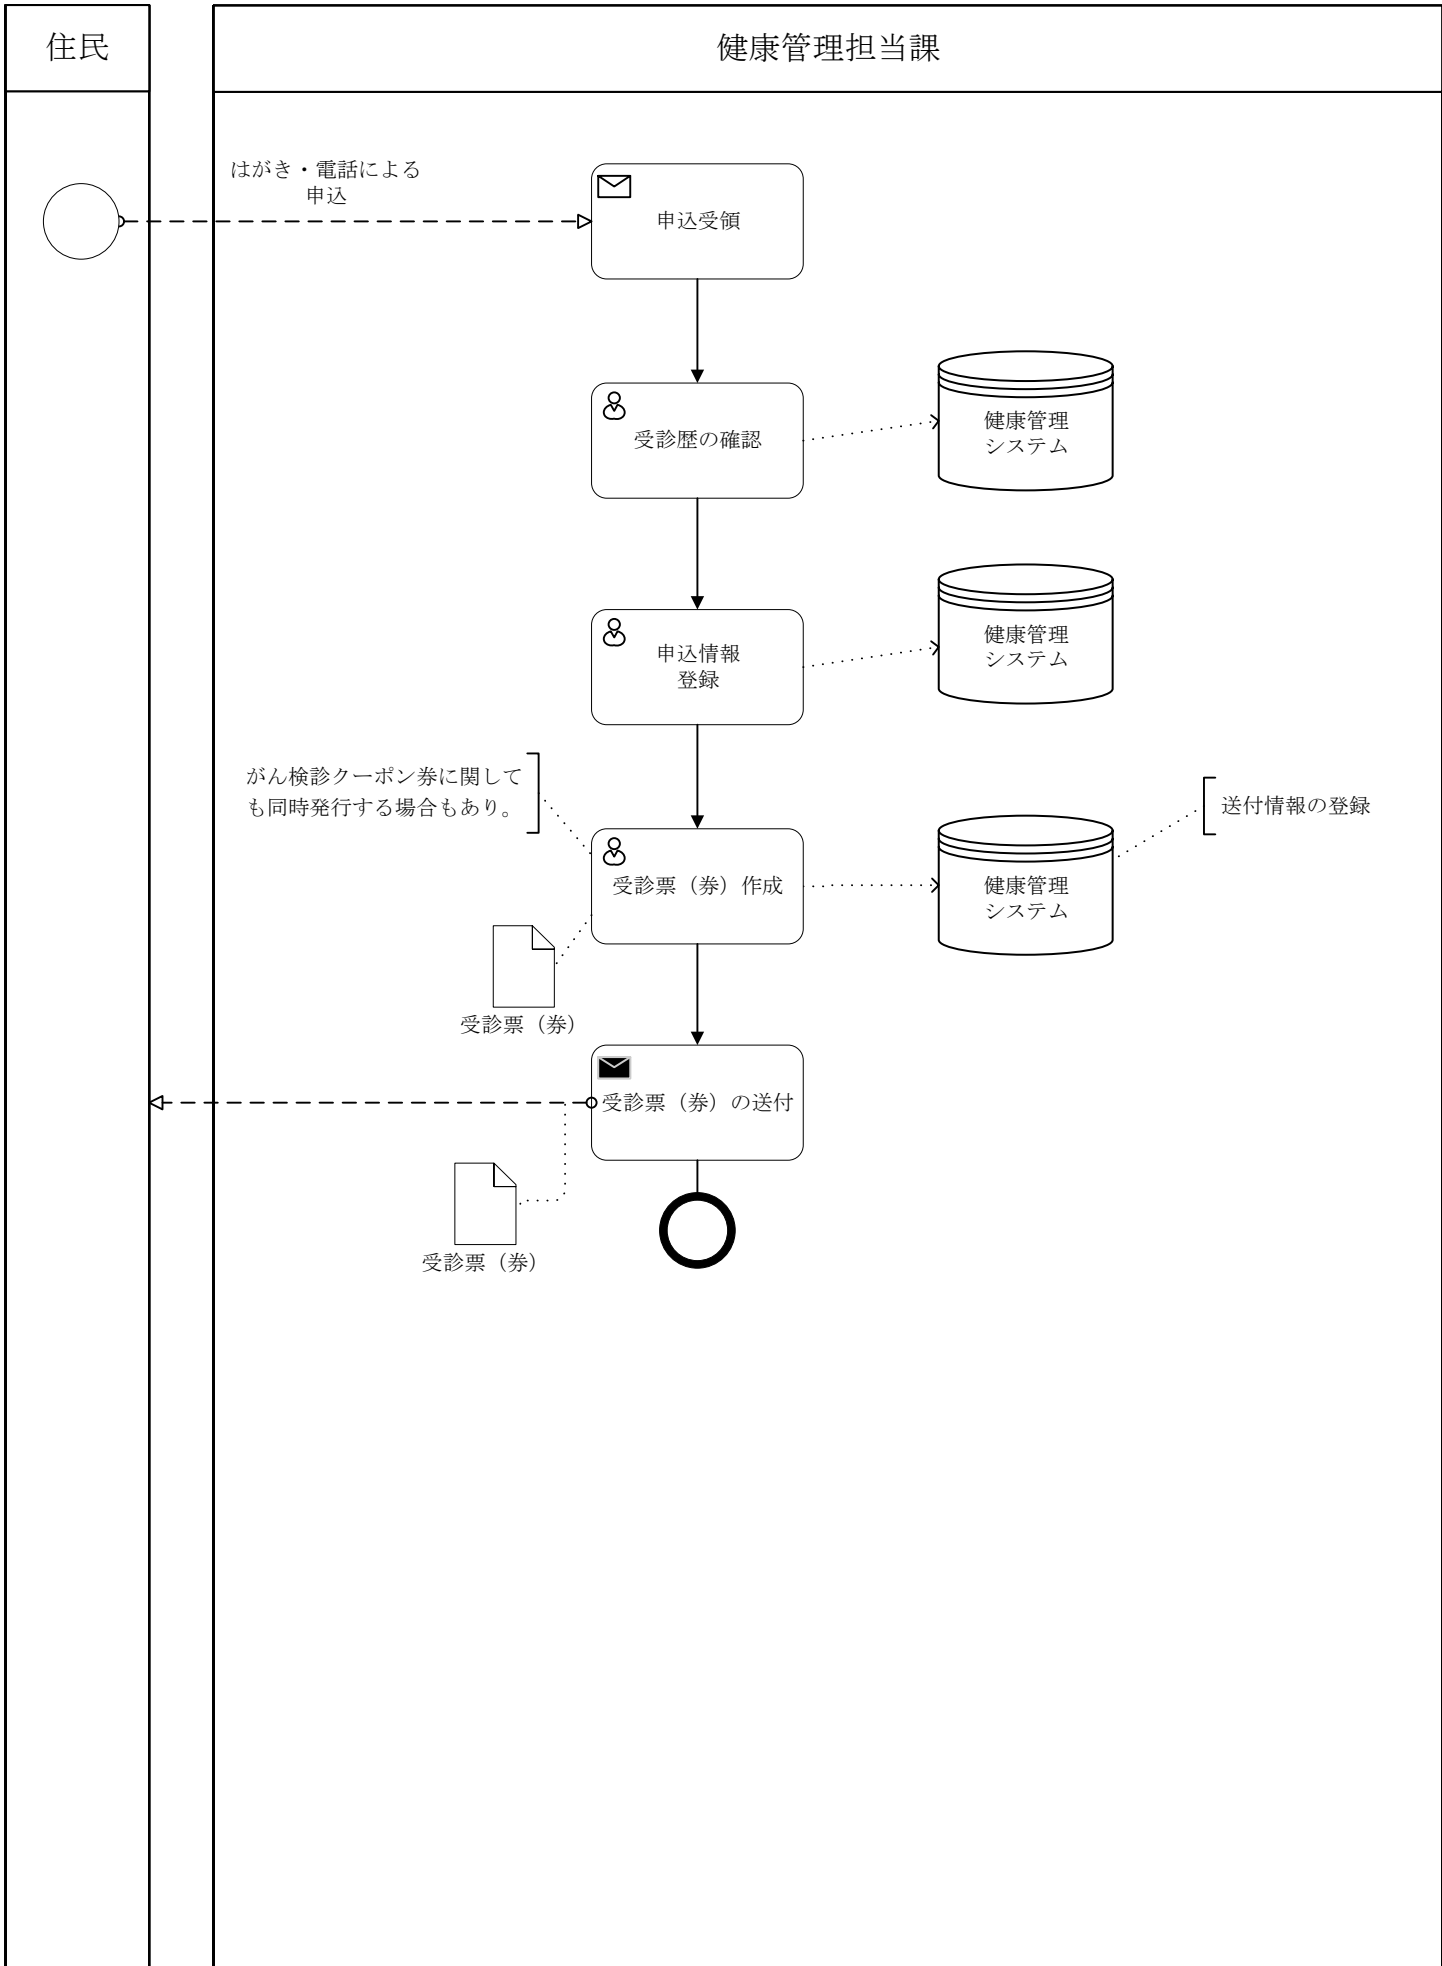 住民
健康管理担当課
はがき・電話による
申込
申込受領
受診歴の確認
健康管理
システム
申込情報
登録
健康管理
システム
がん検診クーポン券に関して
も同時発行する場合もあり。
送付情報の登録
受診票（券）作成
健康管理
システム
受診票（券）
受診票（券）の送付
受診票（券）